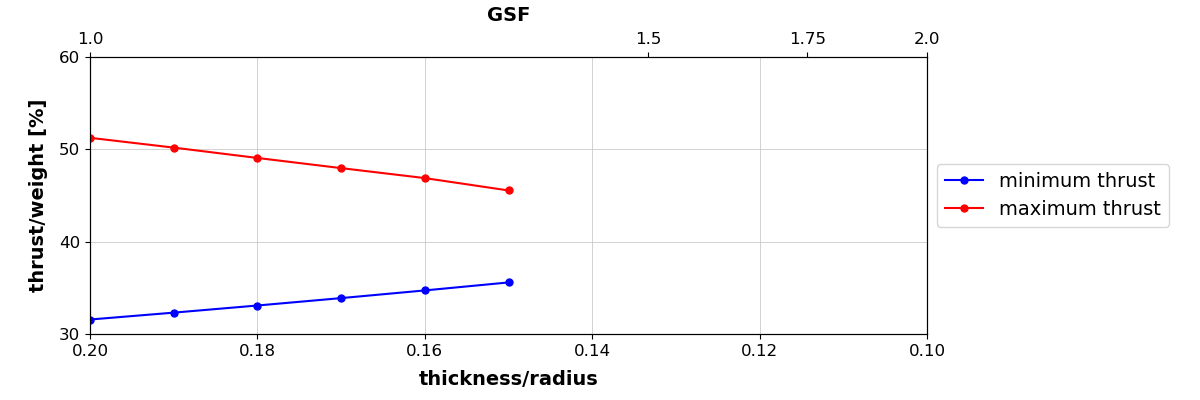 GSF
1.0 1.5 1.75 2.0
60
50
40
30
thrust/weight [%]
0.20 0.18 0.16 0.14 0.12 0.10
thickness/radius
minimum thrust
maximum thrust